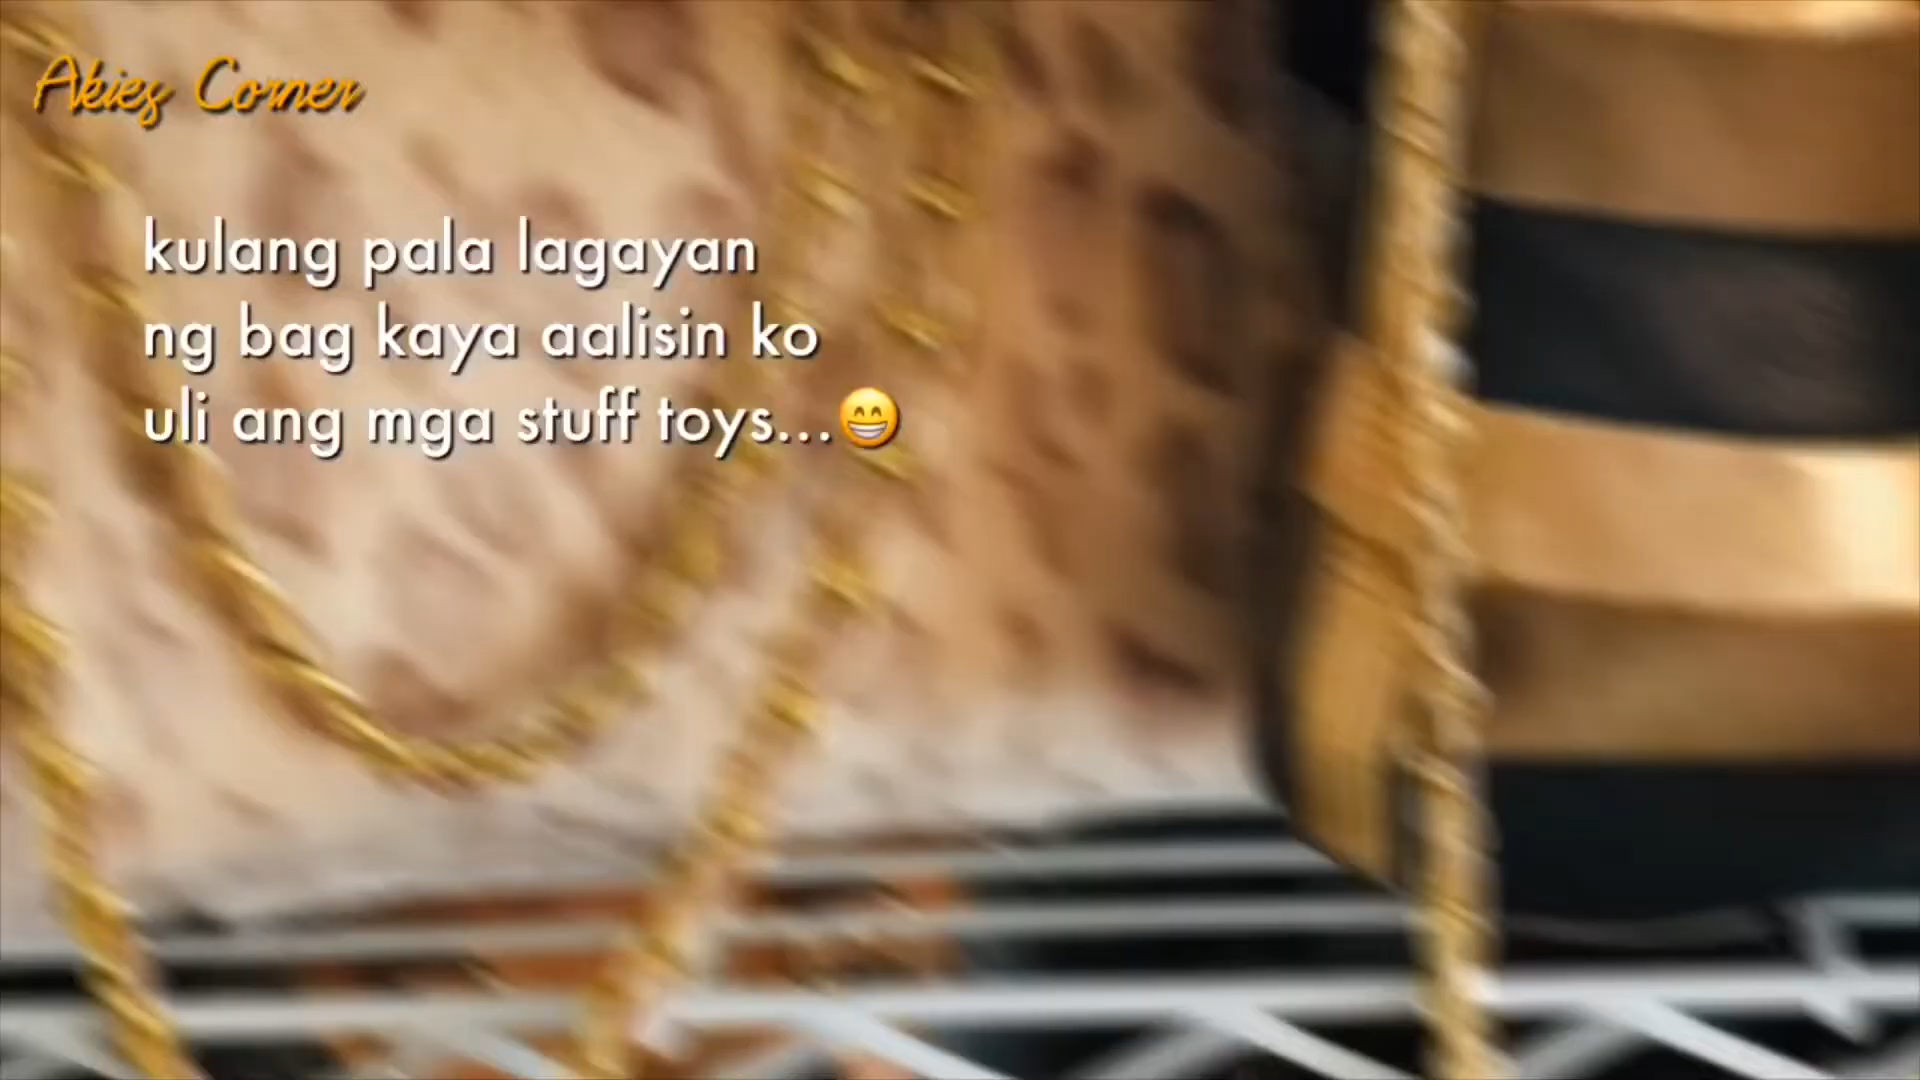 Akies Corner
kulang pala lagayan
ng bag kaya aalisin ko
uli ang mga stuff toys...😁